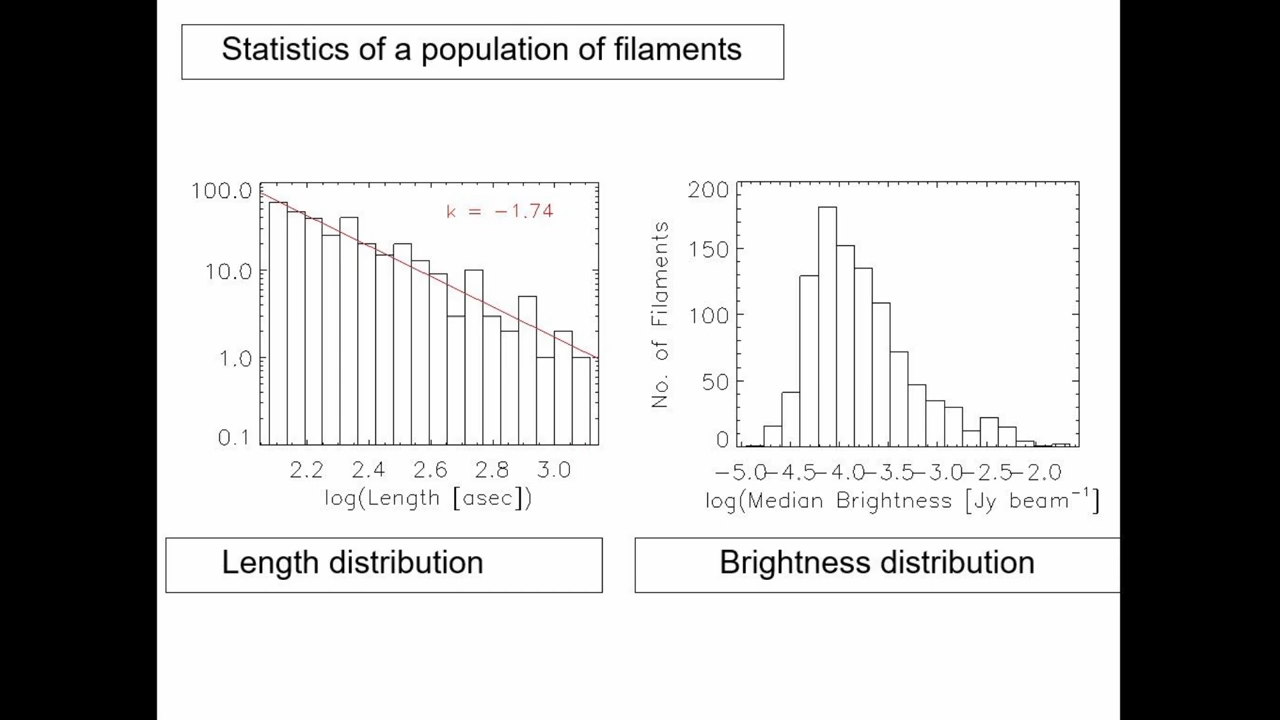 Statistics of a population of filaments
100.0
10.0
1.0
0.1
k = −1.74
2.2 2.4 2.6 2.8 3.0
log(Length [asec])
No. of Filaments
200
150
100
50
0
−5.0−4.5−4.0−3.5−3.0−2.5−2.0
log(Median Brightness [Jy beam⁻¹]
Length distribution
Brightness distribution